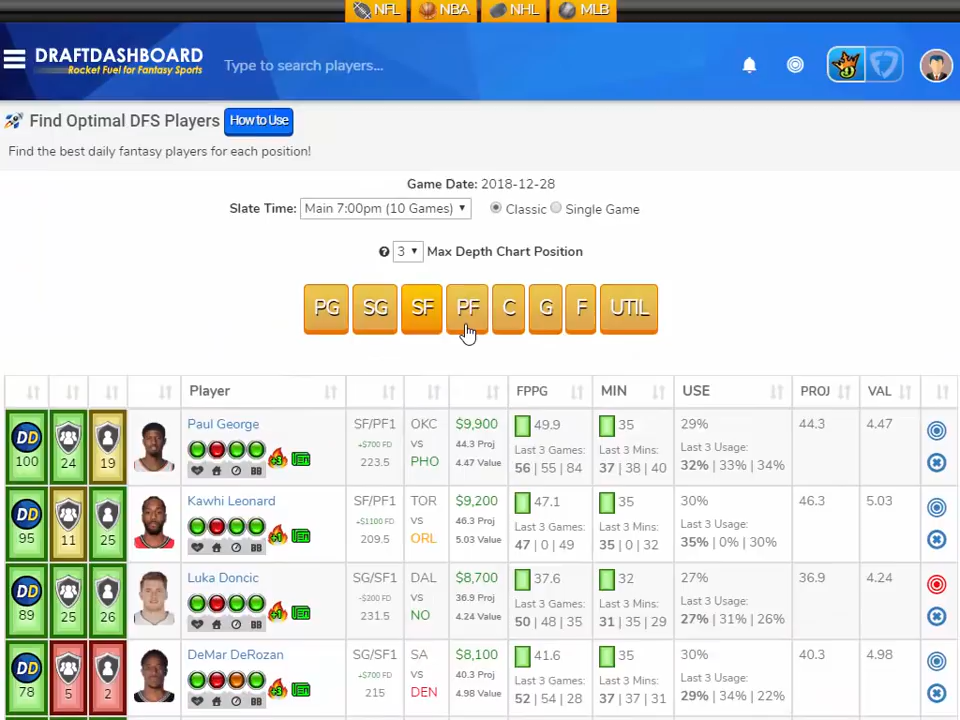 NFL NBA NHL MLB
DRAFTDASHBOARD
Rocket Fuel for Fantasy Sports
Type to search players...
Find Optimal DFS Players How to Use
Find the best daily fantasy players for each position!
Game Date: 2018-12-28
Slate Time: Main 7:00pm (10 Games) Classic Single Game
3 Max Depth Chart Position
PG SG SF PF C G F UTIL
Player FPPG MIN USE PROJ VAL
Paul George SF/PF1 OKC $9,900 49.9 35 29% 44.3 4.47
DD +$700 FD VS 44.3 Proj Last 3 Games: Last 3 Mins: Last 3 Usage:
100 24 19 +3 223.5 PHO 4.47 Value 56 | 55 | 84 37 | 38 | 40 32% | 33% | 34%
BB
Kawhi Leonard SF/PF1 TOR $9,200 47.1 35 30% 46.3 5.03
DD +$1100 FD VS 46.3 Proj Last 3 Games: Last 3 Mins: Last 3 Usage:
95 11 25 209.5 ORL 5.03 Value 47 | 0 | 49 35 | 0 | 32 35% | 0% | 30%
BB
Luka Doncic SG/SF1 DAL $8,700 37.6 32 27% 36.9 4.24
DD -$200 FD VS 36.9 Proj Last 3 Games: Last 3 Mins: Last 3 Usage:
89 25 26 231.5 NO 4.24 Value 50 | 48 | 35 31 | 35 | 29 27% | 31% | 26%
BB
DeMar DeRozan SG/SF1 SA $8,100 41.6 35 30% 40.3 4.98
DD +$700 FD VS 40.3 Proj Last 3 Games: Last 3 Mins: Last 3 Usage:
78 5 2 +3 215 DEN 4.98 Value 52 | 54 | 28 37 | 37 | 31 29% | 34% | 22%
BB